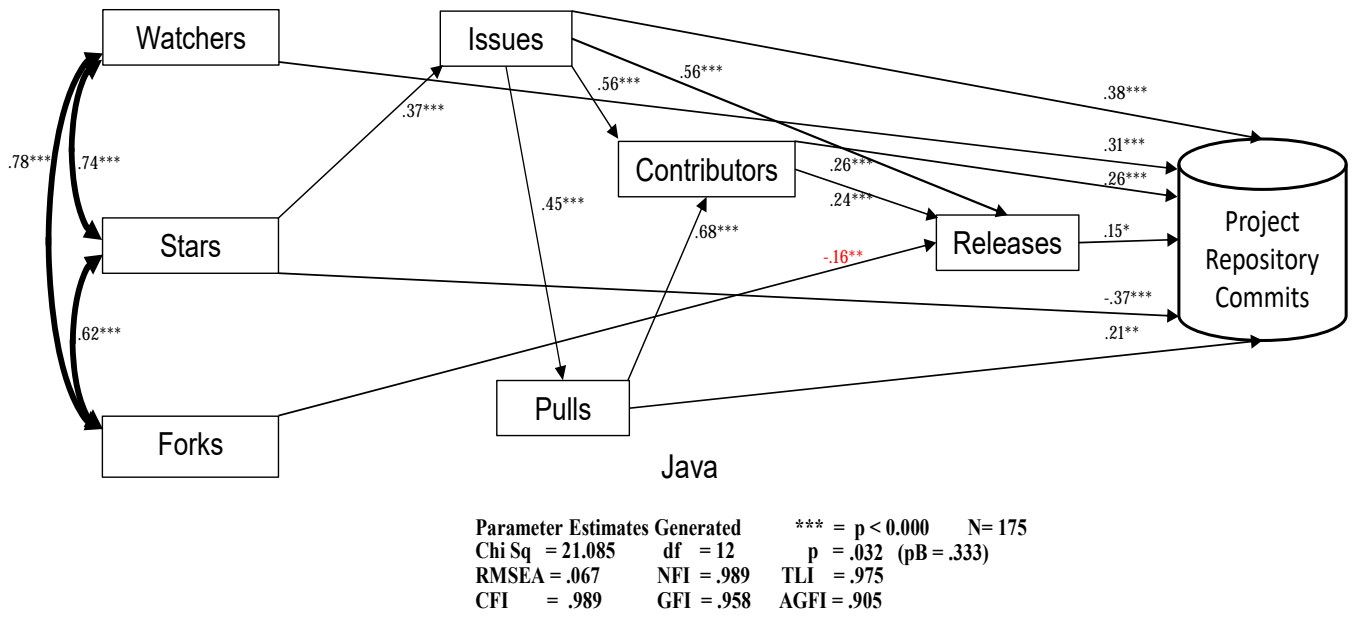 Watchers
Issues
.56***
.56***
.38***
.37***
.31***
.78***
.74***
Contributors
.26***
.26***
.45***
.24***
.68***
Stars
Releases
.15*
Project
Repository
Commits
-.16**
-.37***
.62***
.21**
Pulls
Forks
Java
Parameter Estimates Generated *** = p < 0.000 N= 175
Chi Sq = 21.085 df = 12 p = .032 (pB = .333)
RMSEA = .067 NFI = .989 TLI = .975
CFI = .989 GFI = .958 AGFI = .905